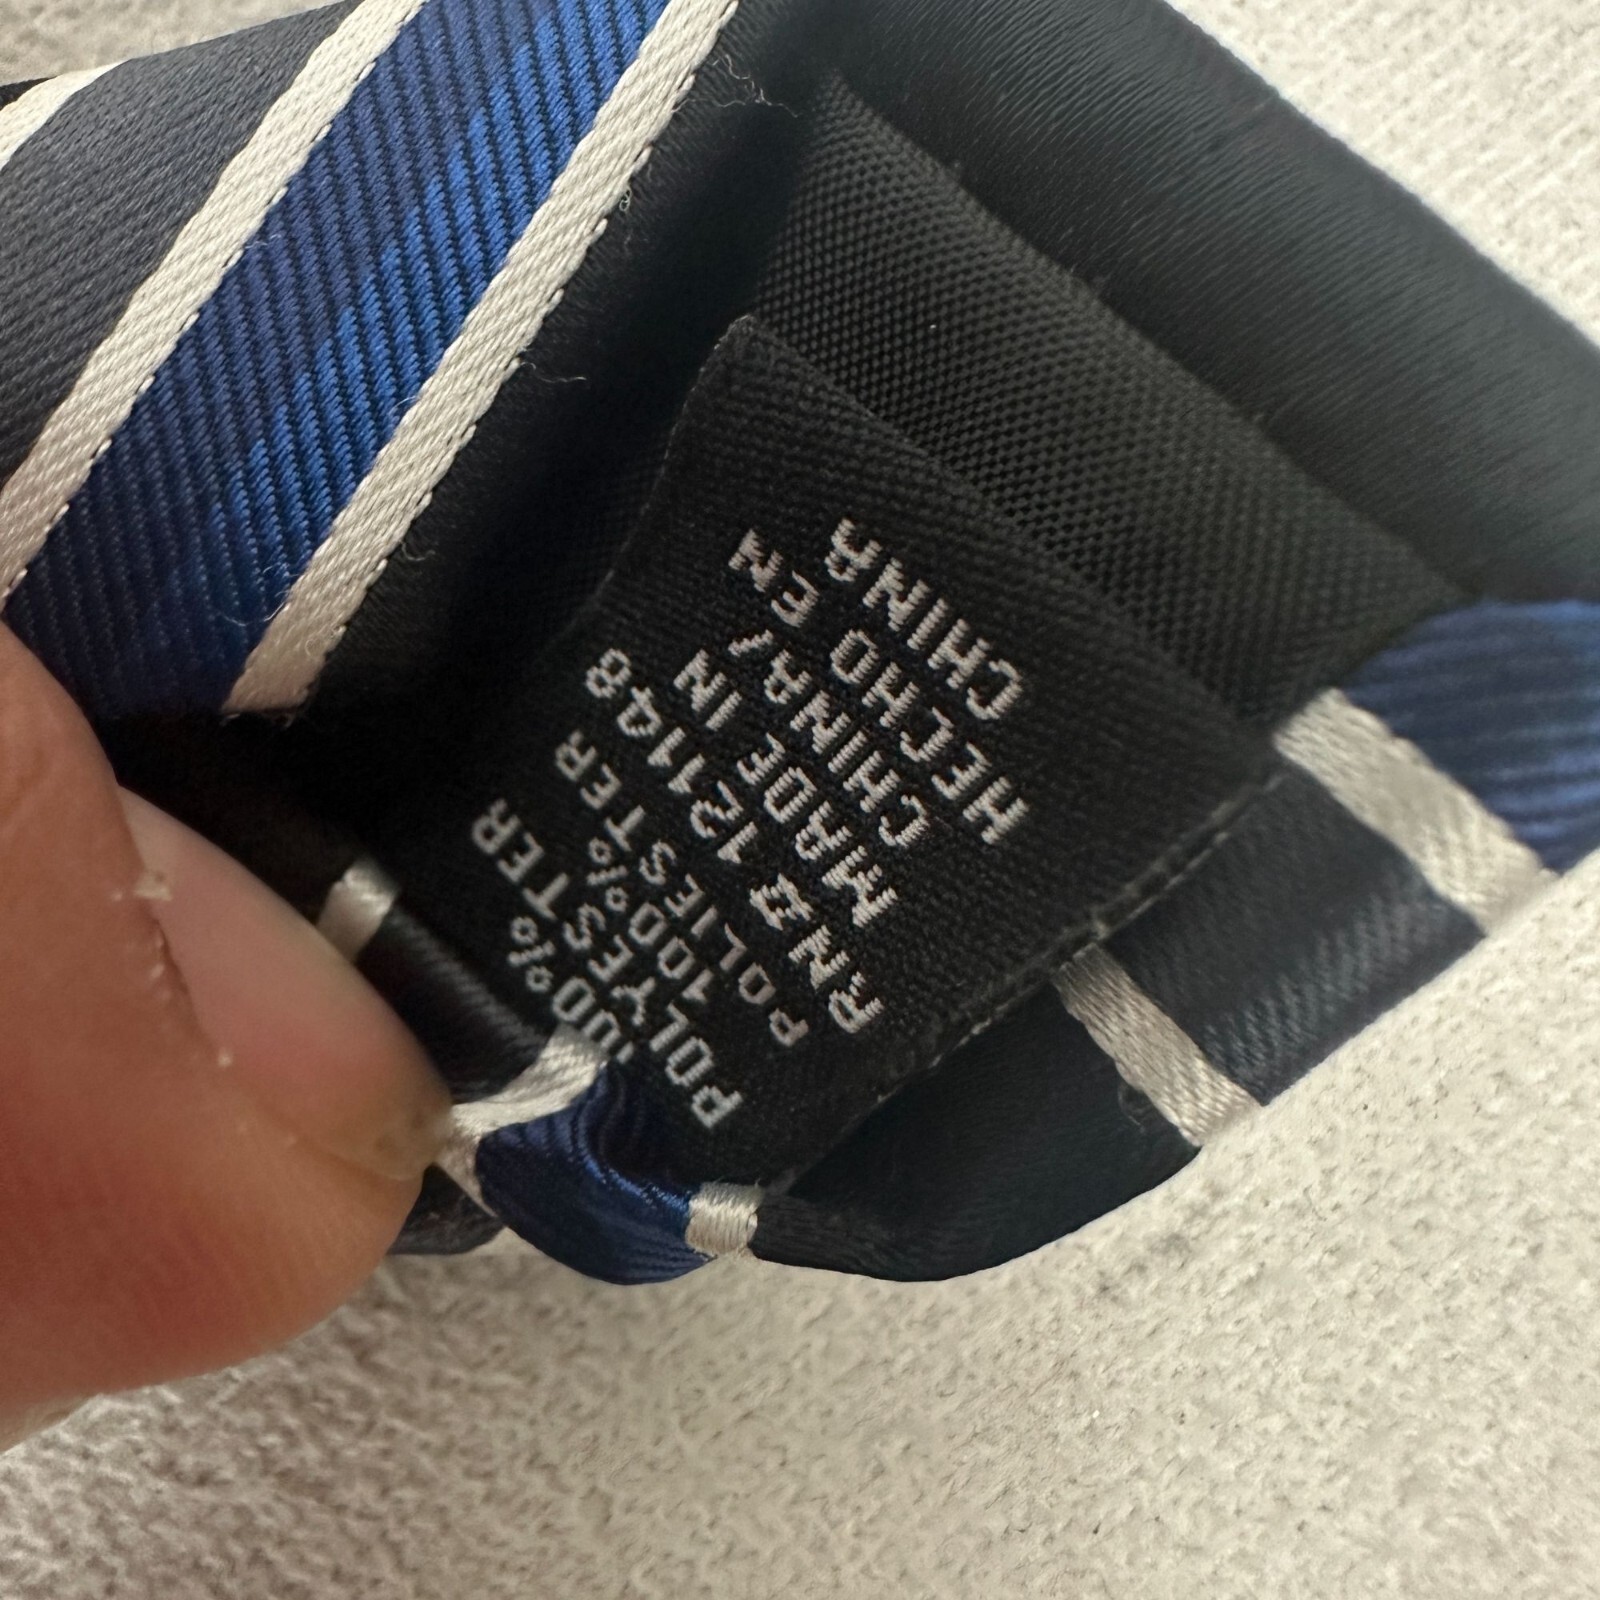 100%
POLYESTER
100%
POLIESTER
RN# 121148
MADE IN
CHINA/ EN
HECHO
CHINA